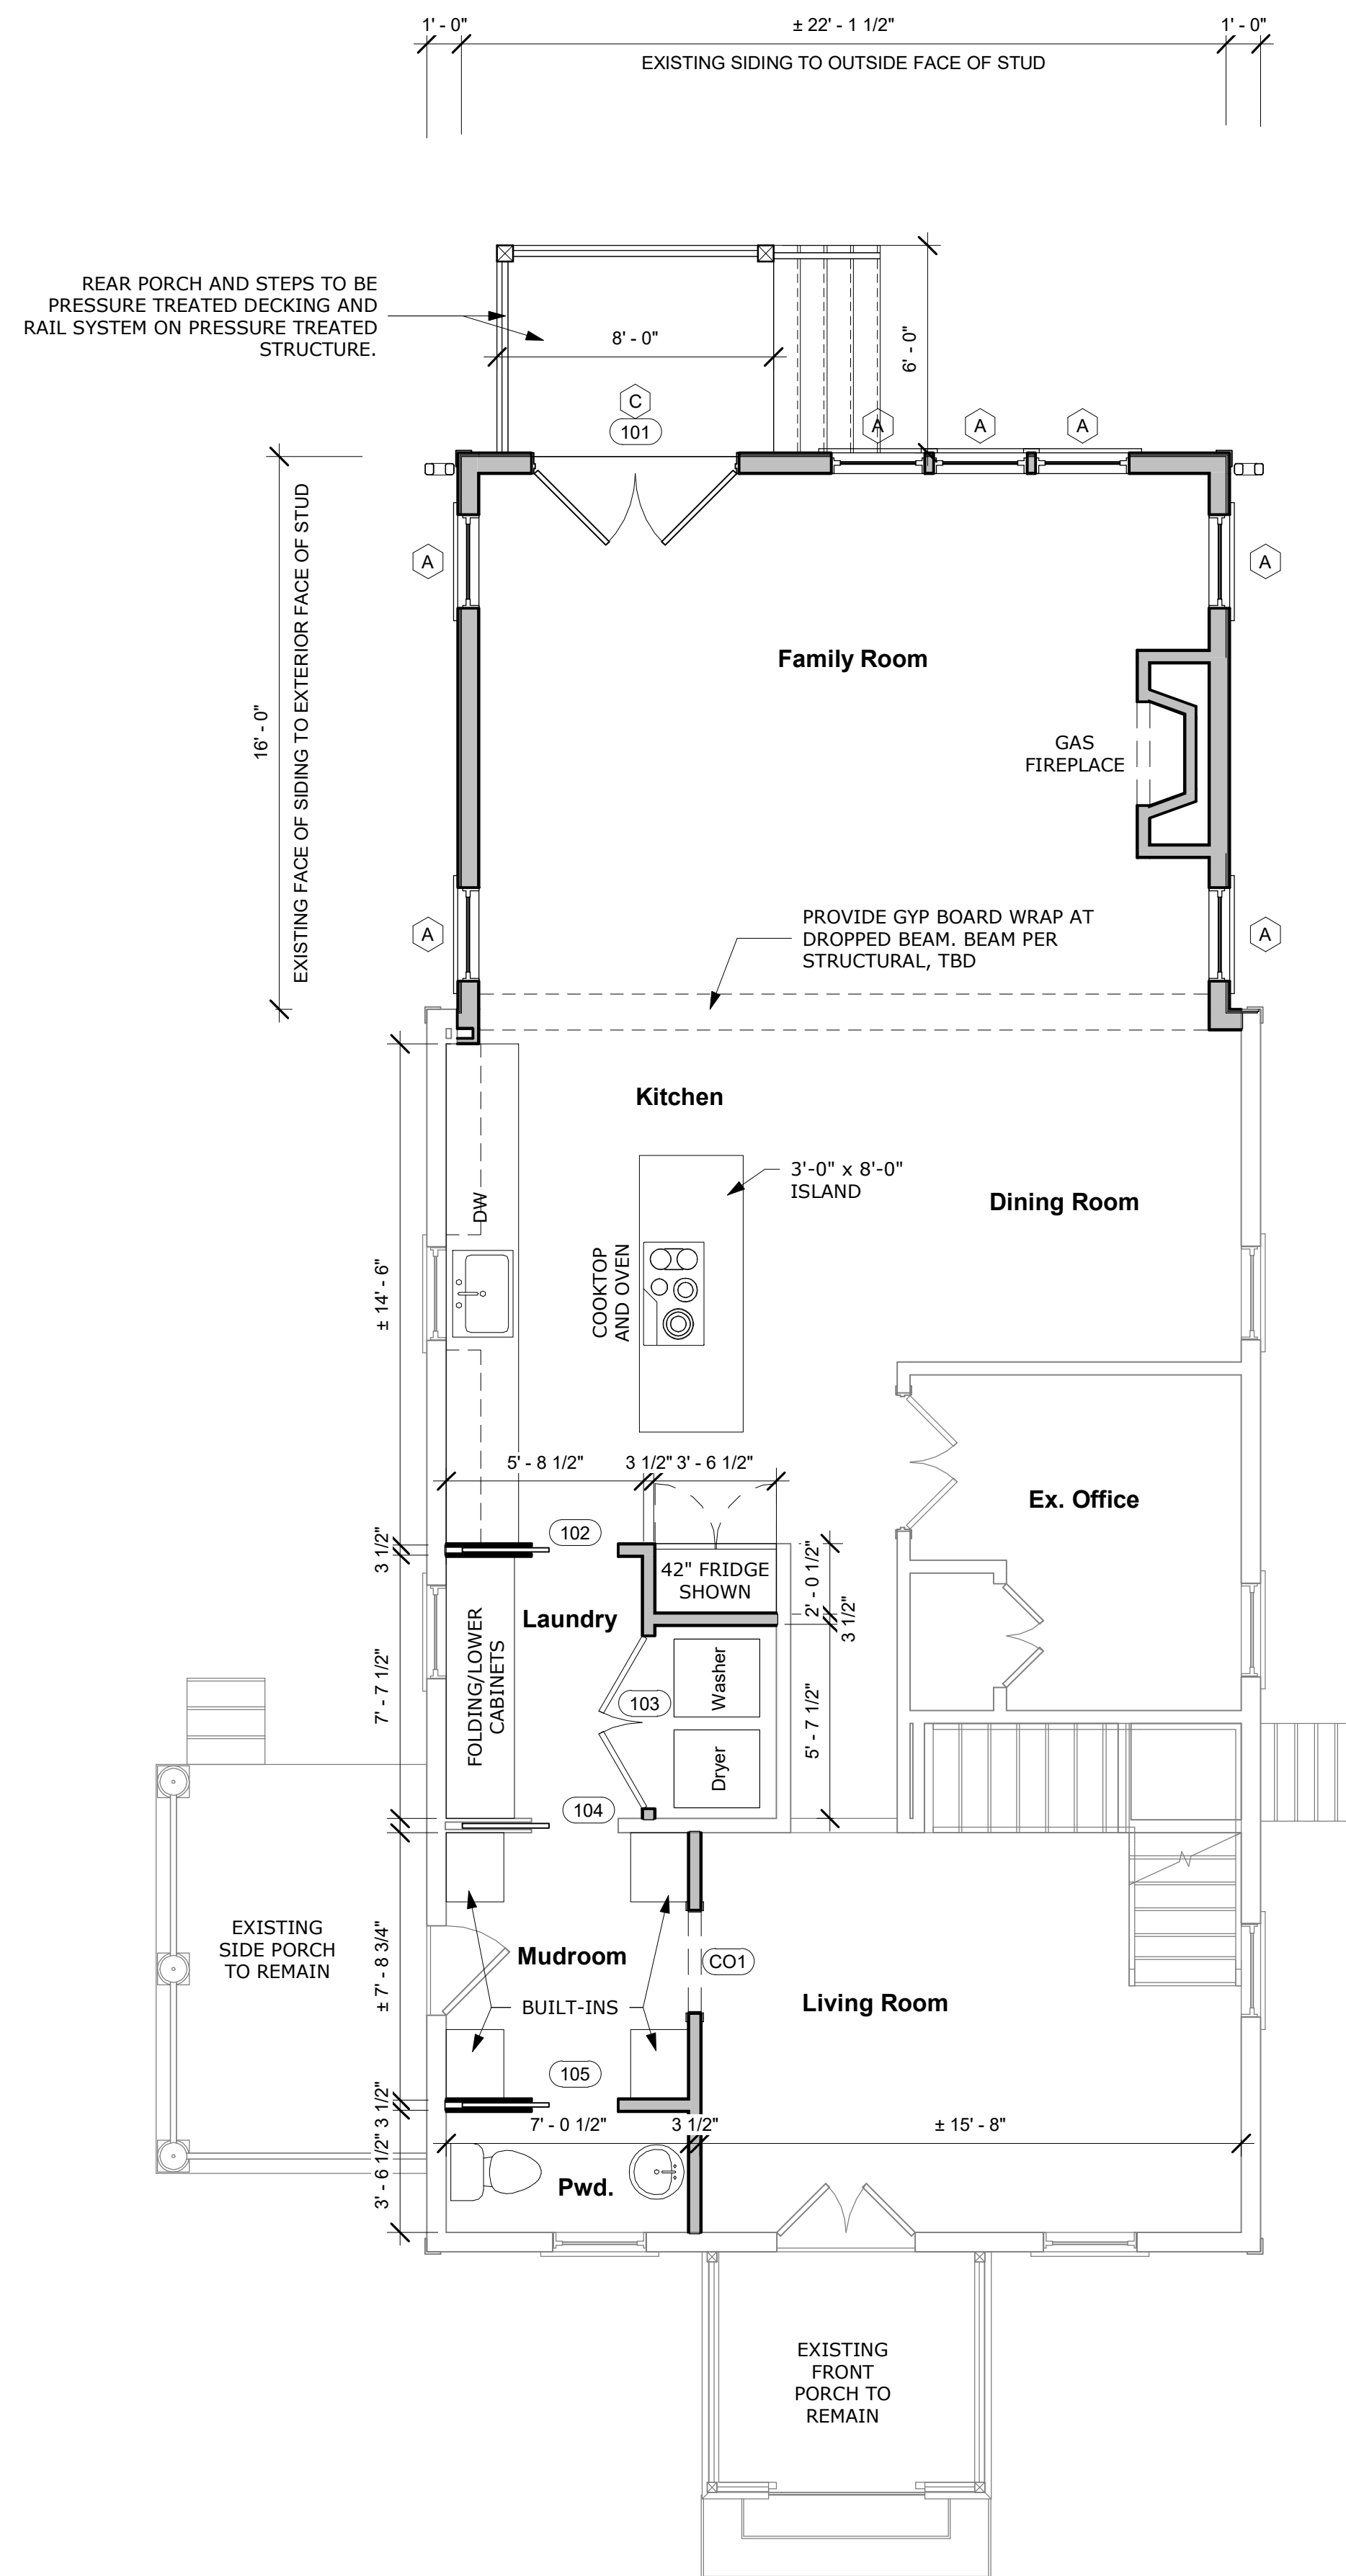 1' - 0"
± 22' - 1 1/2"
1' - 0"
EXISTING SIDING TO OUTSIDE FACE OF STUD
REAR PORCH AND STEPS TO BE
PRESSURE TREATED DECKING AND
RAIL SYSTEM ON PRESSURE TREATED
STRUCTURE.
8' - 0"
6' - 0"
C
101
A
A
A
A
A
16' - 0"
EXISTING FACE OF SIDING TO EXTERIOR FACE OF STUD
Family Room
GAS
FIREPLACE
A
A
PROVIDE GYP BOARD WRAP AT
DROPPED BEAM. BEAM PER
STRUCTURAL, TBD
Kitchen
3'-0" x 8'-0"
ISLAND
Dining Room
DW
COOKTOP
AND OVEN
± 14' - 6"
5' - 8 1/2"
3 1/2"
3' - 6 1/2"
Ex. Office
102
3 1/2"
42" FRIDGE
SHOWN
2' - 0 1/2"
3 1/2"
Laundry
FOLDING/LOWER
CABINETS
7' - 7 1/2"
Washer
103
5' - 7 1/2"
Dryer
104
EXISTING
SIDE PORCH
TO REMAIN
± 7' - 8 3/4"
Mudroom
CO1
BUILT-INS
Living Room
105
3 1/2"
7' - 0 1/2"
3 1/2"
± 15' - 8"
3' - 6 1/2"
Pwd.
EXISTING
FRONT
PORCH TO
REMAIN